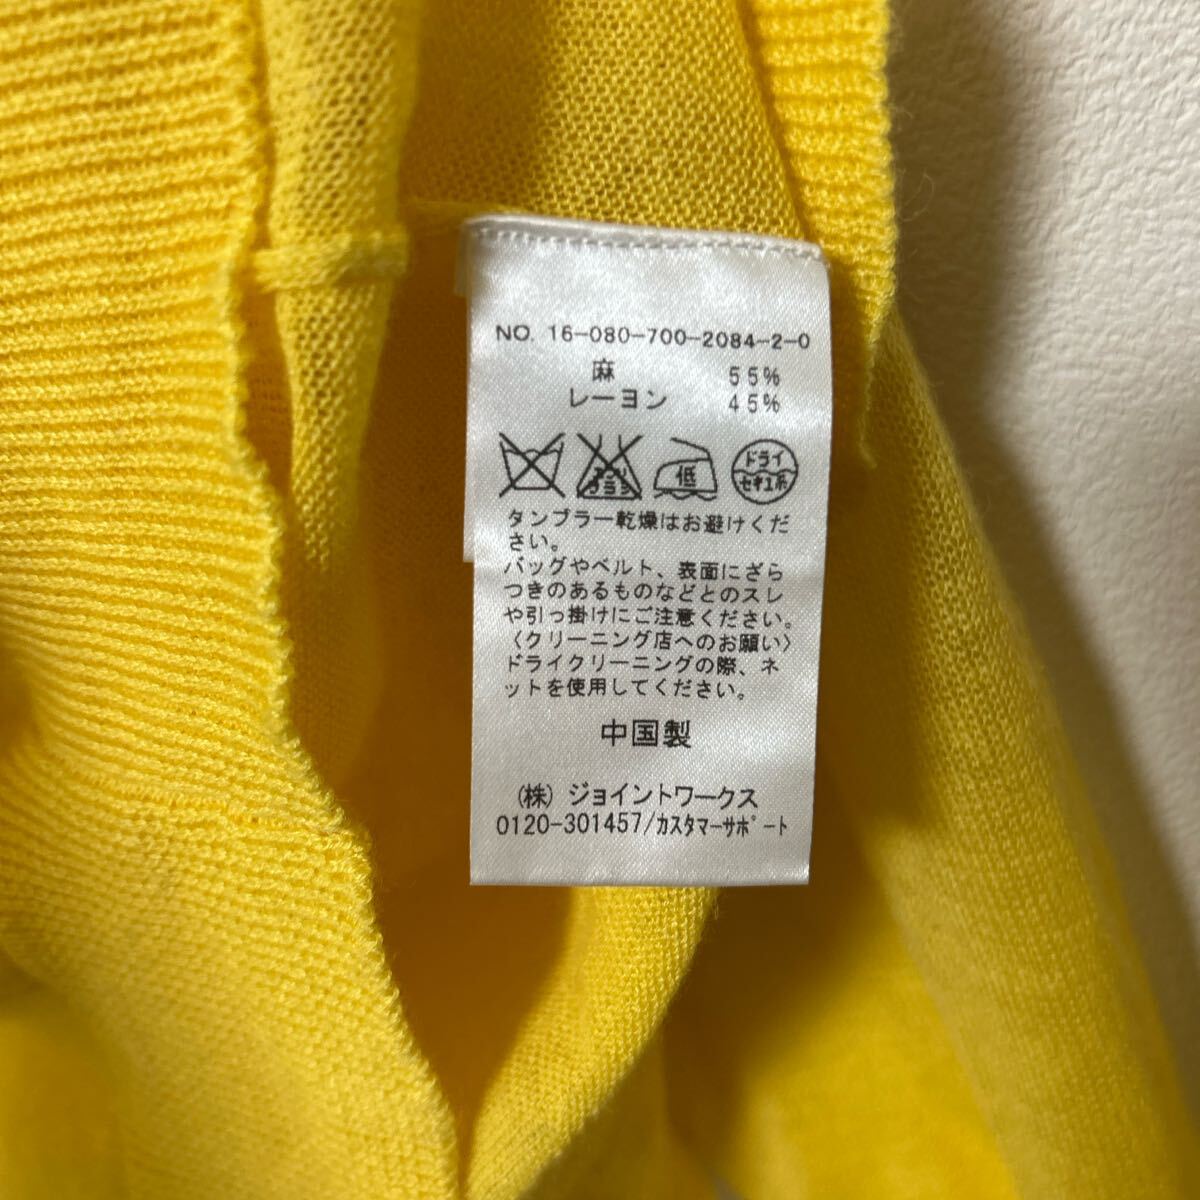 NO. 16-080-700-2084-2-0
麻 55%
レーヨン 45%
エンソ
サラシ
低
ドライ
セキユ系
タンブラー乾燥はお避けくだ
さい。
バッグやベルト、表面にざら
つきのあるものなどとのスレ
や引っ掛けにご注意ください。
〈クリーニング店へのお願い〉
ドライクリーニングの際、ネ
ットを使用してください。
中国製
(株) ジョイントワークス
0120-301457/カスタマーサポート